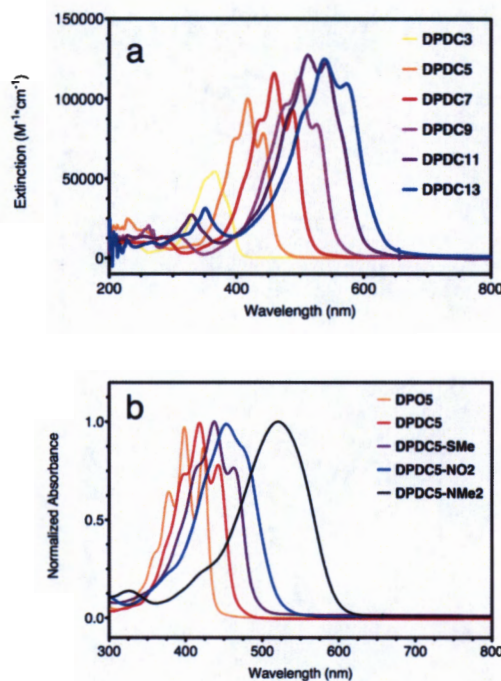 150000
a
DPDC3
DPDC5
DPDC7
DPDC9
DPDC11
DPDC13
100000
50000
0
Extinction (M⁻¹*cm⁻¹)
200 400 600 800
Wavelength (nm)
b
DPO5
DPDC5
DPDC5-SMe
DPDC5-NO2
DPDC5-NMe2
1.0
0.5
0.0
Normalized Absorbance
300 400 500 600 700 800
Wavelength (nm)